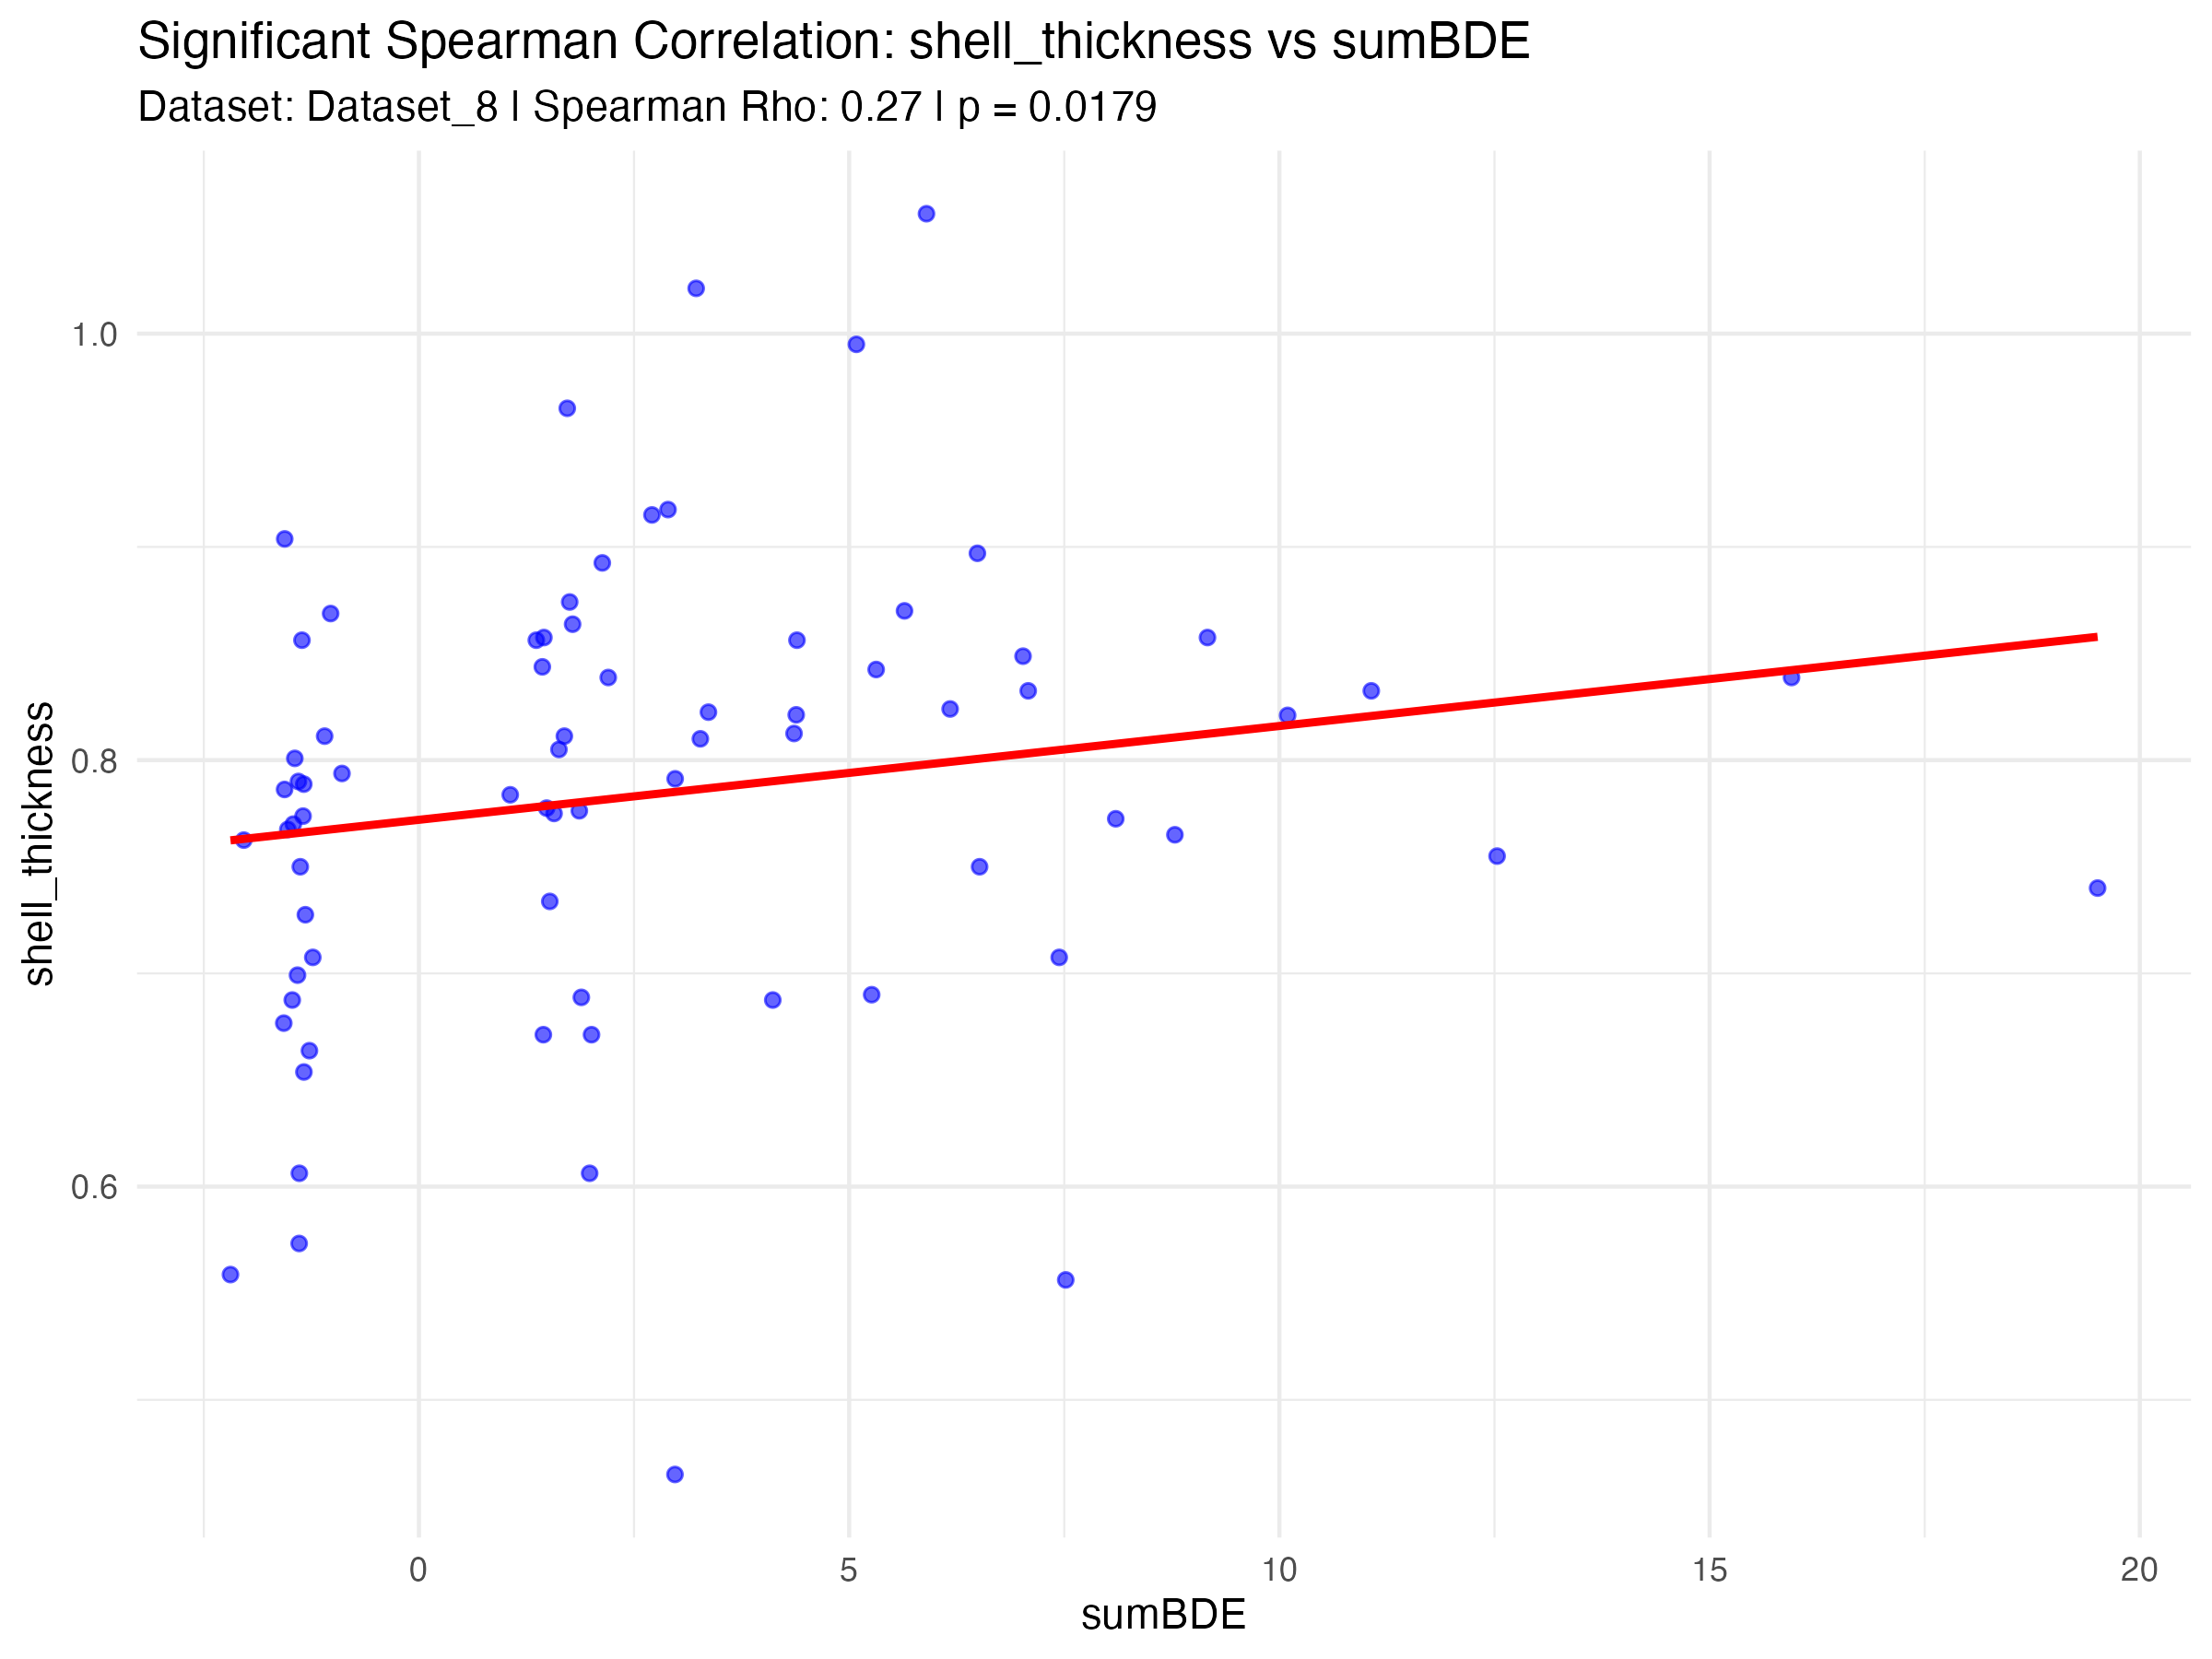 Significant Spearman Correlation: shell_thickness vs sumBDE
Dataset: Dataset_8 | Spearman Rho: 0.27 | p = 0.0179
shell_thickness
1.0
0.8
0.6
0
5
10
15
20
sumBDE